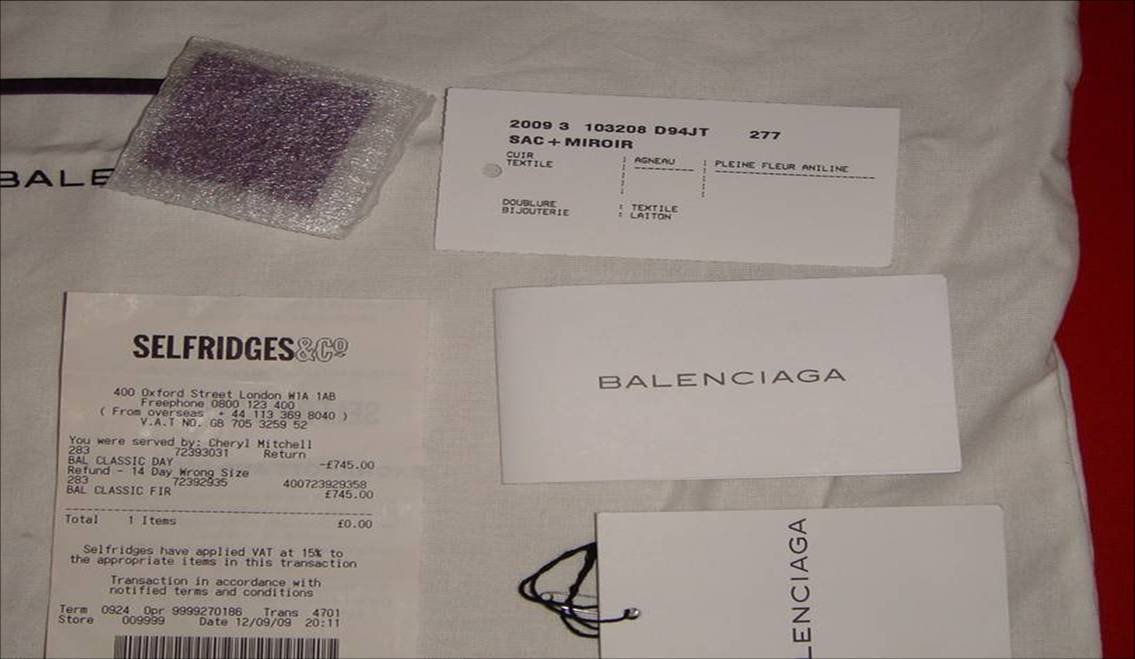 BALE
2009 3 103208 D94JT 277
SAC + MIROIR
CUIR : AGNEAU : PLEINE FLEUR ANILINE
TEXTILE
DOUBLURE : TEXTILE
BIJOUTERIE : LAITON
SELFRIDGES&Cº
400 Oxford Street London W1A 1AB
Freephone 0800 123 400
( From overseas + 44 113 369 8040 )
V.A.T NO. GB 705 3259 52
You were served by: Cheryl Mitchell
283 72393031 Return
BAL CLASSIC DAY -£745.00
Refund - 14 Day Wrong Size
283 72392935 400723929358
BAL CLASSIC FIR £745.00
Total 1 Items £0.00
Selfridges have applied VAT at 15% to
the appropriate items in this transaction
Transaction in accordance with
notified terms and conditions
Term 0924 Opr 9999270186 Trans 4701
Store 009999 Date 12/09/09 20:11
BALENCIAGA
LENCIAGA